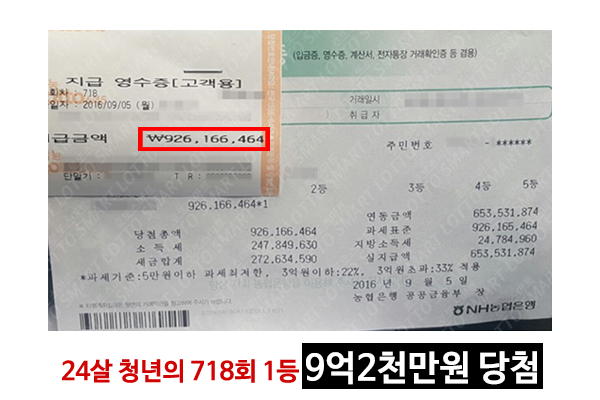 (입금증, 영수증, 계산서, 전자통장 거래확인증 등 겸용)
지급 영수증[고객용]
회차 : 718
일자 : 2016/09/05 (월)
거래일시
취 급 자
지급금액 ₩926,166,464
주 민 번 호 - ******
단말기 : T R :
2등 3등 4등 5등
926,166,464*1
연 동 금 액 653,531,874
당 첨 총 액 926,166,464 과 세 표 준 926,165,464
소 득 세 247,849,630 지 방 소 득 세 24,784,960
세 금 합 계 272,634,590 실 지 급 액 653,531,874
*과세기준:5만원이하 과세최저한, 3억원이하:22%, 3억원초과:33% 적용
2016 년 9 월 5 일
농 협 은 행 공 공 금 융 부 장
NH농협은행
24살 청년의 718회 1등 9억2천만원 당첨